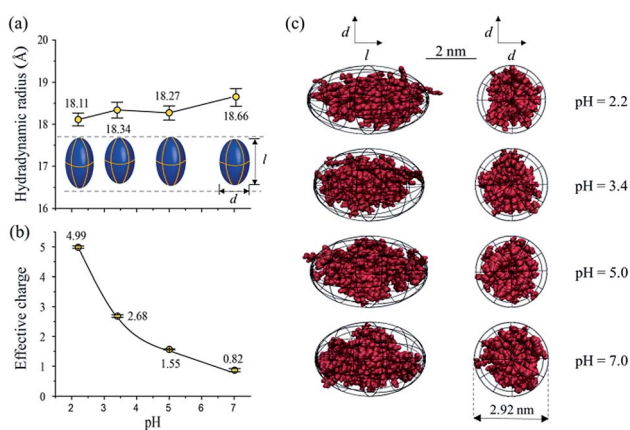 (a)
Hydradynamic radius (Å)
20
19
18
17
16
18.11
18.34
18.27
18.66
l
d
(b)
Effective charge
5
4
3
2
1
0
4.99
2.68
1.55
0.82
2 3 4 5 6 7
pH
(c)
d
l
2 nm
d
d
pH = 2.2
pH = 3.4
pH = 5.0
pH = 7.0
2.92 nm